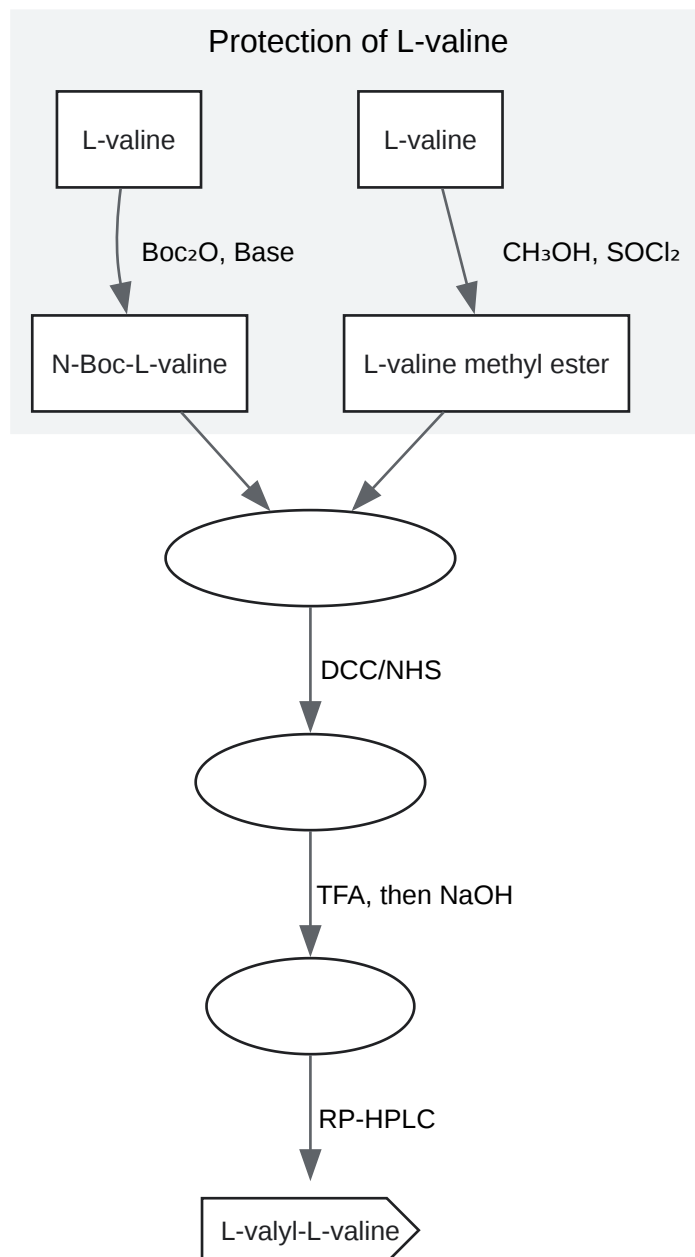 Protection of L-valine
L-valine
L-valine
Boc₂O, Base
CH₃OH, SOCl₂
N-Boc-L-valine
L-valine methyl ester
DCC/NHS
TFA, then NaOH
RP-HPLC
L-valyl-L-valine